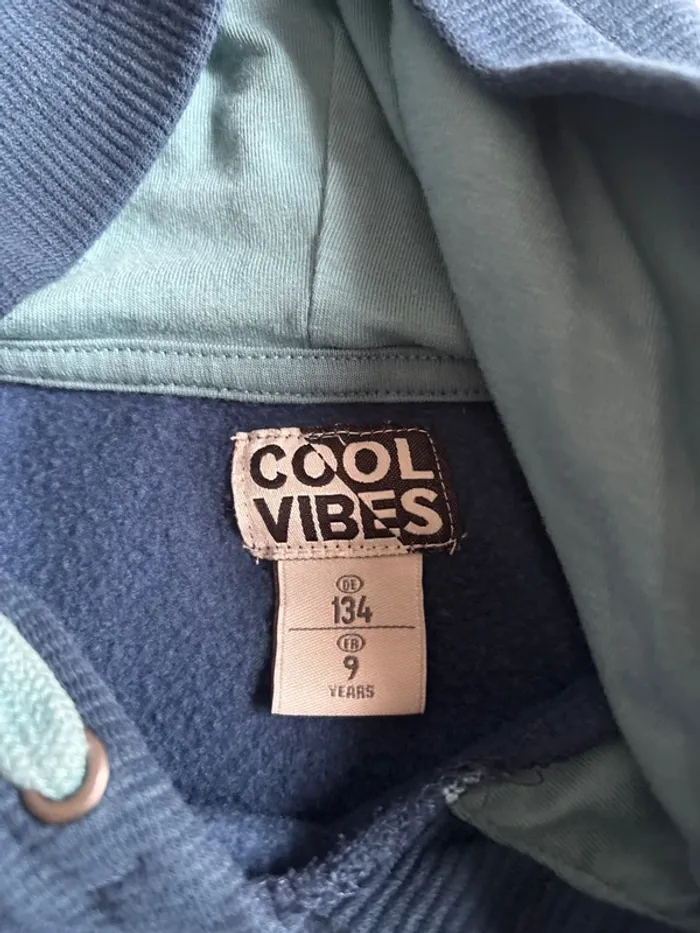 COOL
VIBES
DE
134
FR
9
YEARS